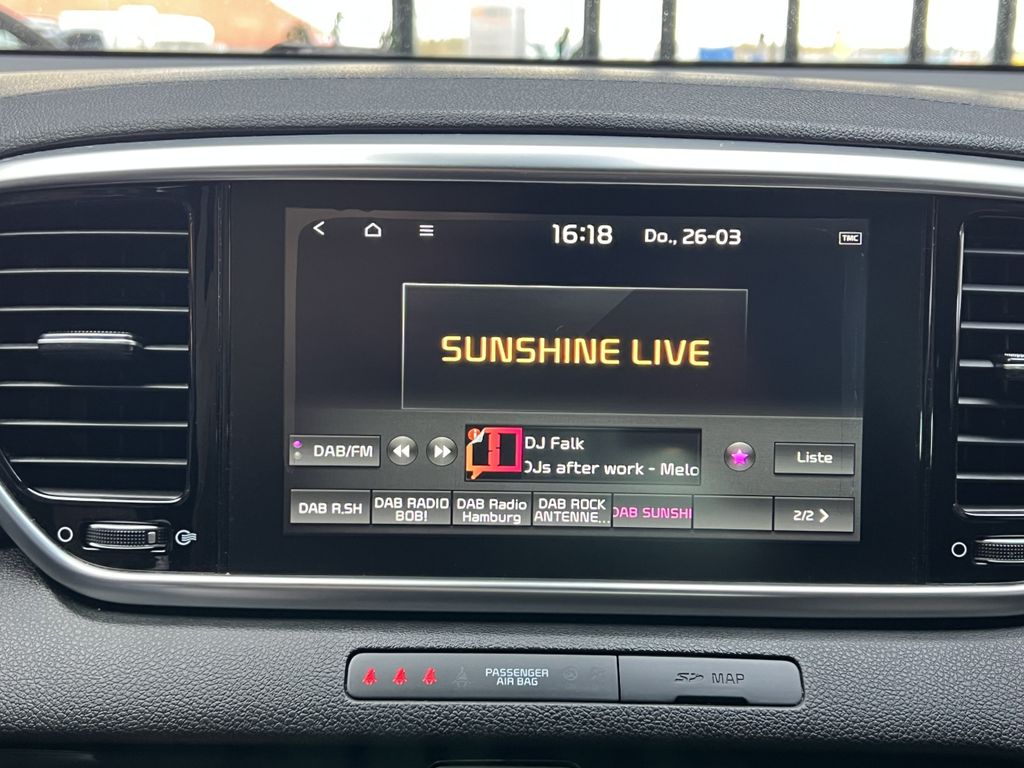 16:18 Do., 26-03 TMC
SUNSHINE LIVE
DAB/FM
DJ Falk
DJs after work - Melo
Liste
DAB R.SH
DAB RADIO
BOB!
DAB Radio
Hamburg
DAB ROCK
ANTENNE...
DAB SUNSHI
2/2
PASSENGER
AIR BAG
SD MAP